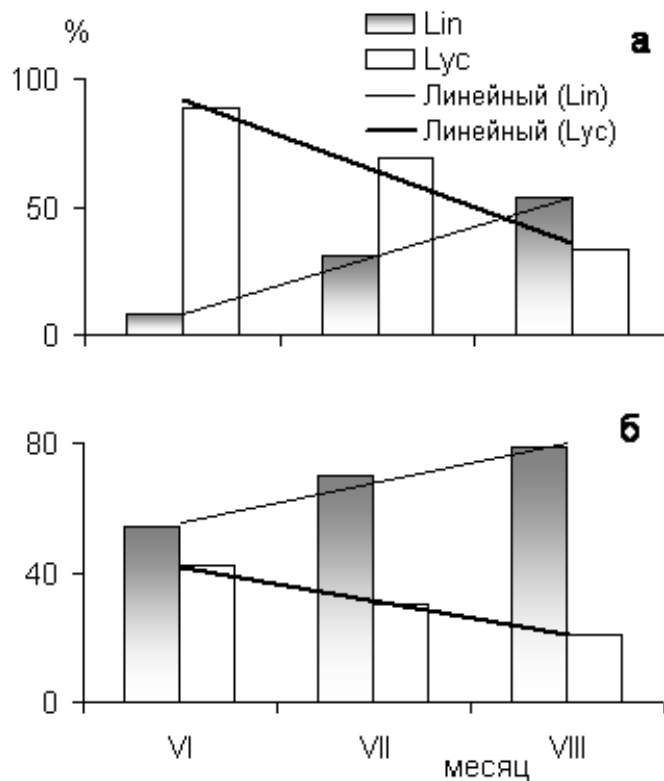 %
Lin
а
Lyc
Линейный (Lin)
Линейный (Lyc)
100
50
0
б
80
40
0
VI VII VIII
месяц